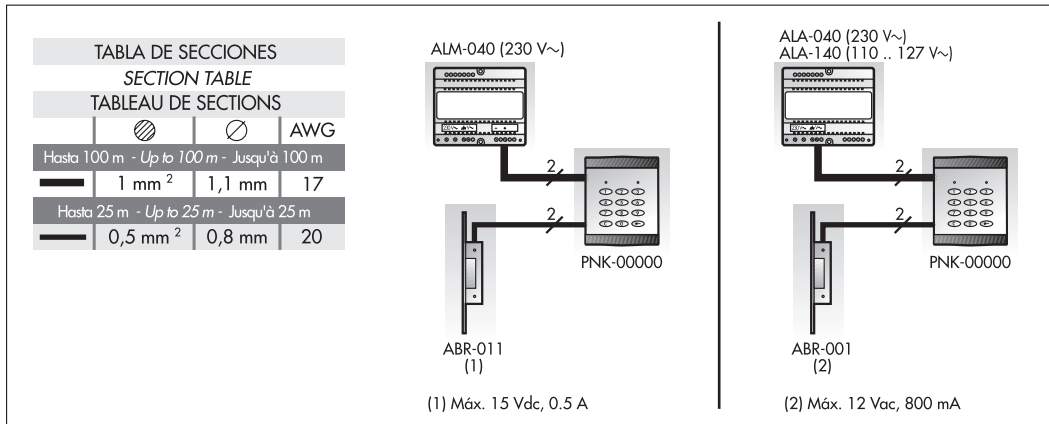 TABLA DE SECCIONES
SECTION TABLE
TABLEAU DE SECTIONS
AWG
Hasta 100 m - Up to 100 m - Jusqu'à 100 m
1 mm 2 1,1 mm 17
Hasta 25 m - Up to 25 m - Jusqu'à 25 m
0,5 mm 2 0,8 mm 20
ALM-040 (230 V~)
2
2
PNK-00000
ABR-011
(1)
(1) Máx. 15 Vdc, 0.5 A
ALA-040 (230 V~)
ALA-140 (110 .. 127 V~)
2
2
PNK-00000
ABR-001
(2)
(2) Máx. 12 Vac, 800 mA